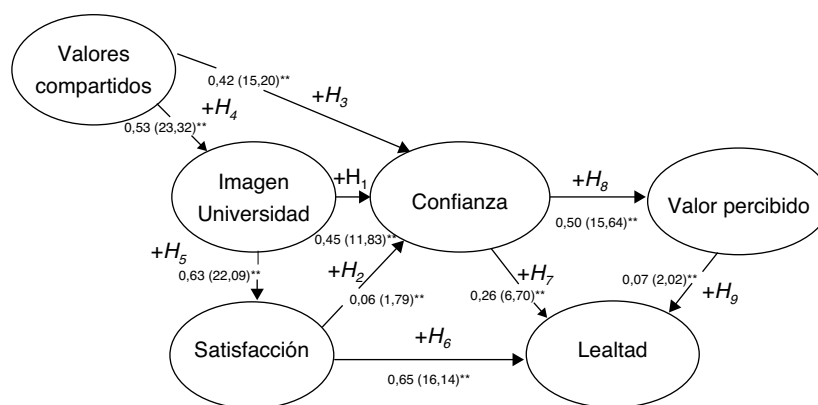 Valores
compartidos
0,42 (15,20)**
+H3
+H4
0,53 (23,32)**
Imagen
Universidad
+H1
Confianza
+H8
Valor percibido
0,45 (11,83)**
0,50 (15,64)**
+H5
0,63 (22,09)**
+H2
0,06 (1,79)**
+H7
0,26 (6,70)**
0,07 (2,02)**
+H9
Satisfacción
+H6
0,65 (16,14)**
Lealtad